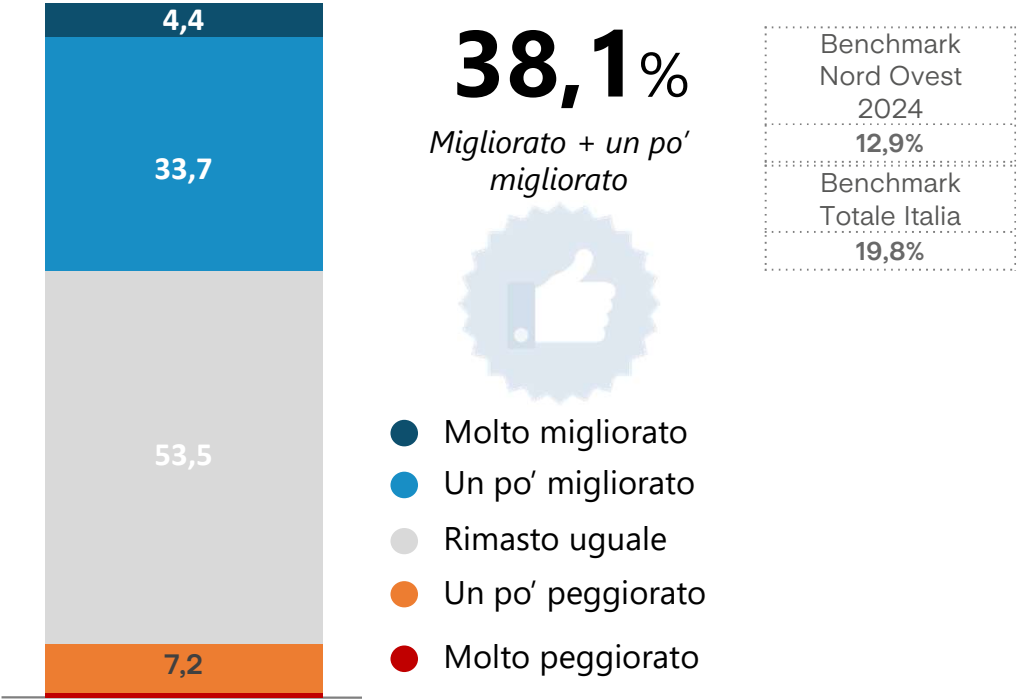 4,4
33,7
53,5
7,2
38,1%
Migliorato + un po’
migliorato
Molto migliorato
Un po’ migliorato
Rimasto uguale
Un po’ peggiorato
Molto peggiorato
Benchmark
Nord Ovest
2024
12,9%
Benchmark
Totale Italia
19,8%